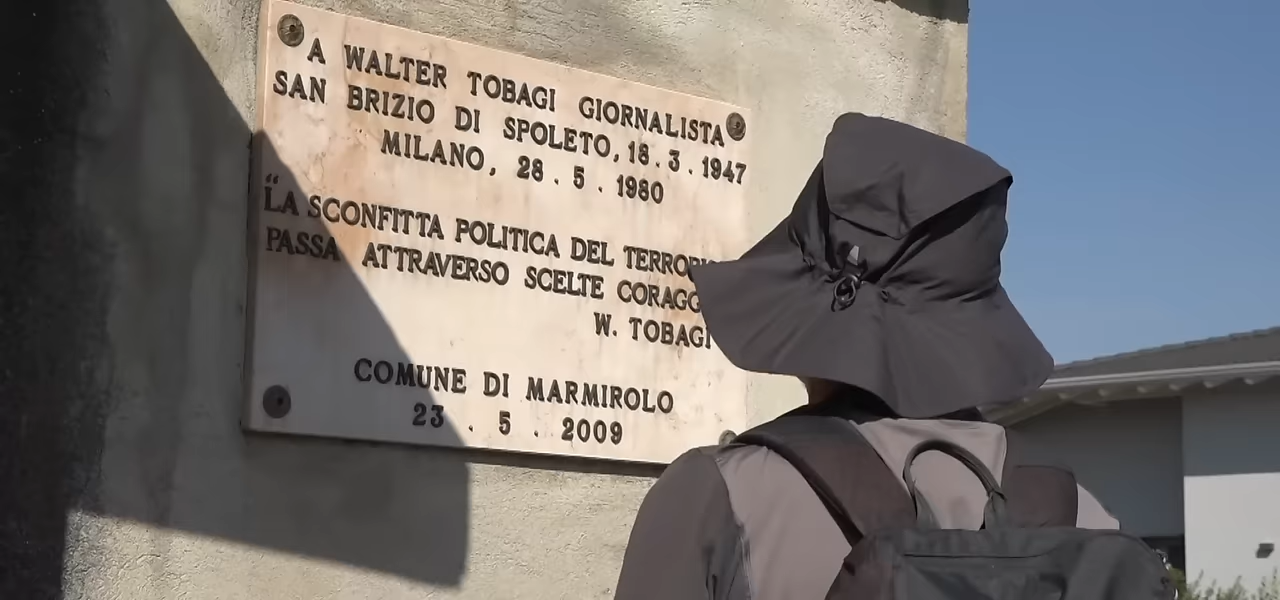 A WALTER TOBAGI GIORNALISTA
SAN BRIZIO DI SPOLETO, 18.3.1947
MILANO, 28.5.1980
“LA SCONFITTA POLITICA DEL
PASSA ATTRAVERSO SCELTE
W. TOBAGI
COMUNE DI MARMIROLO
23.5.2009